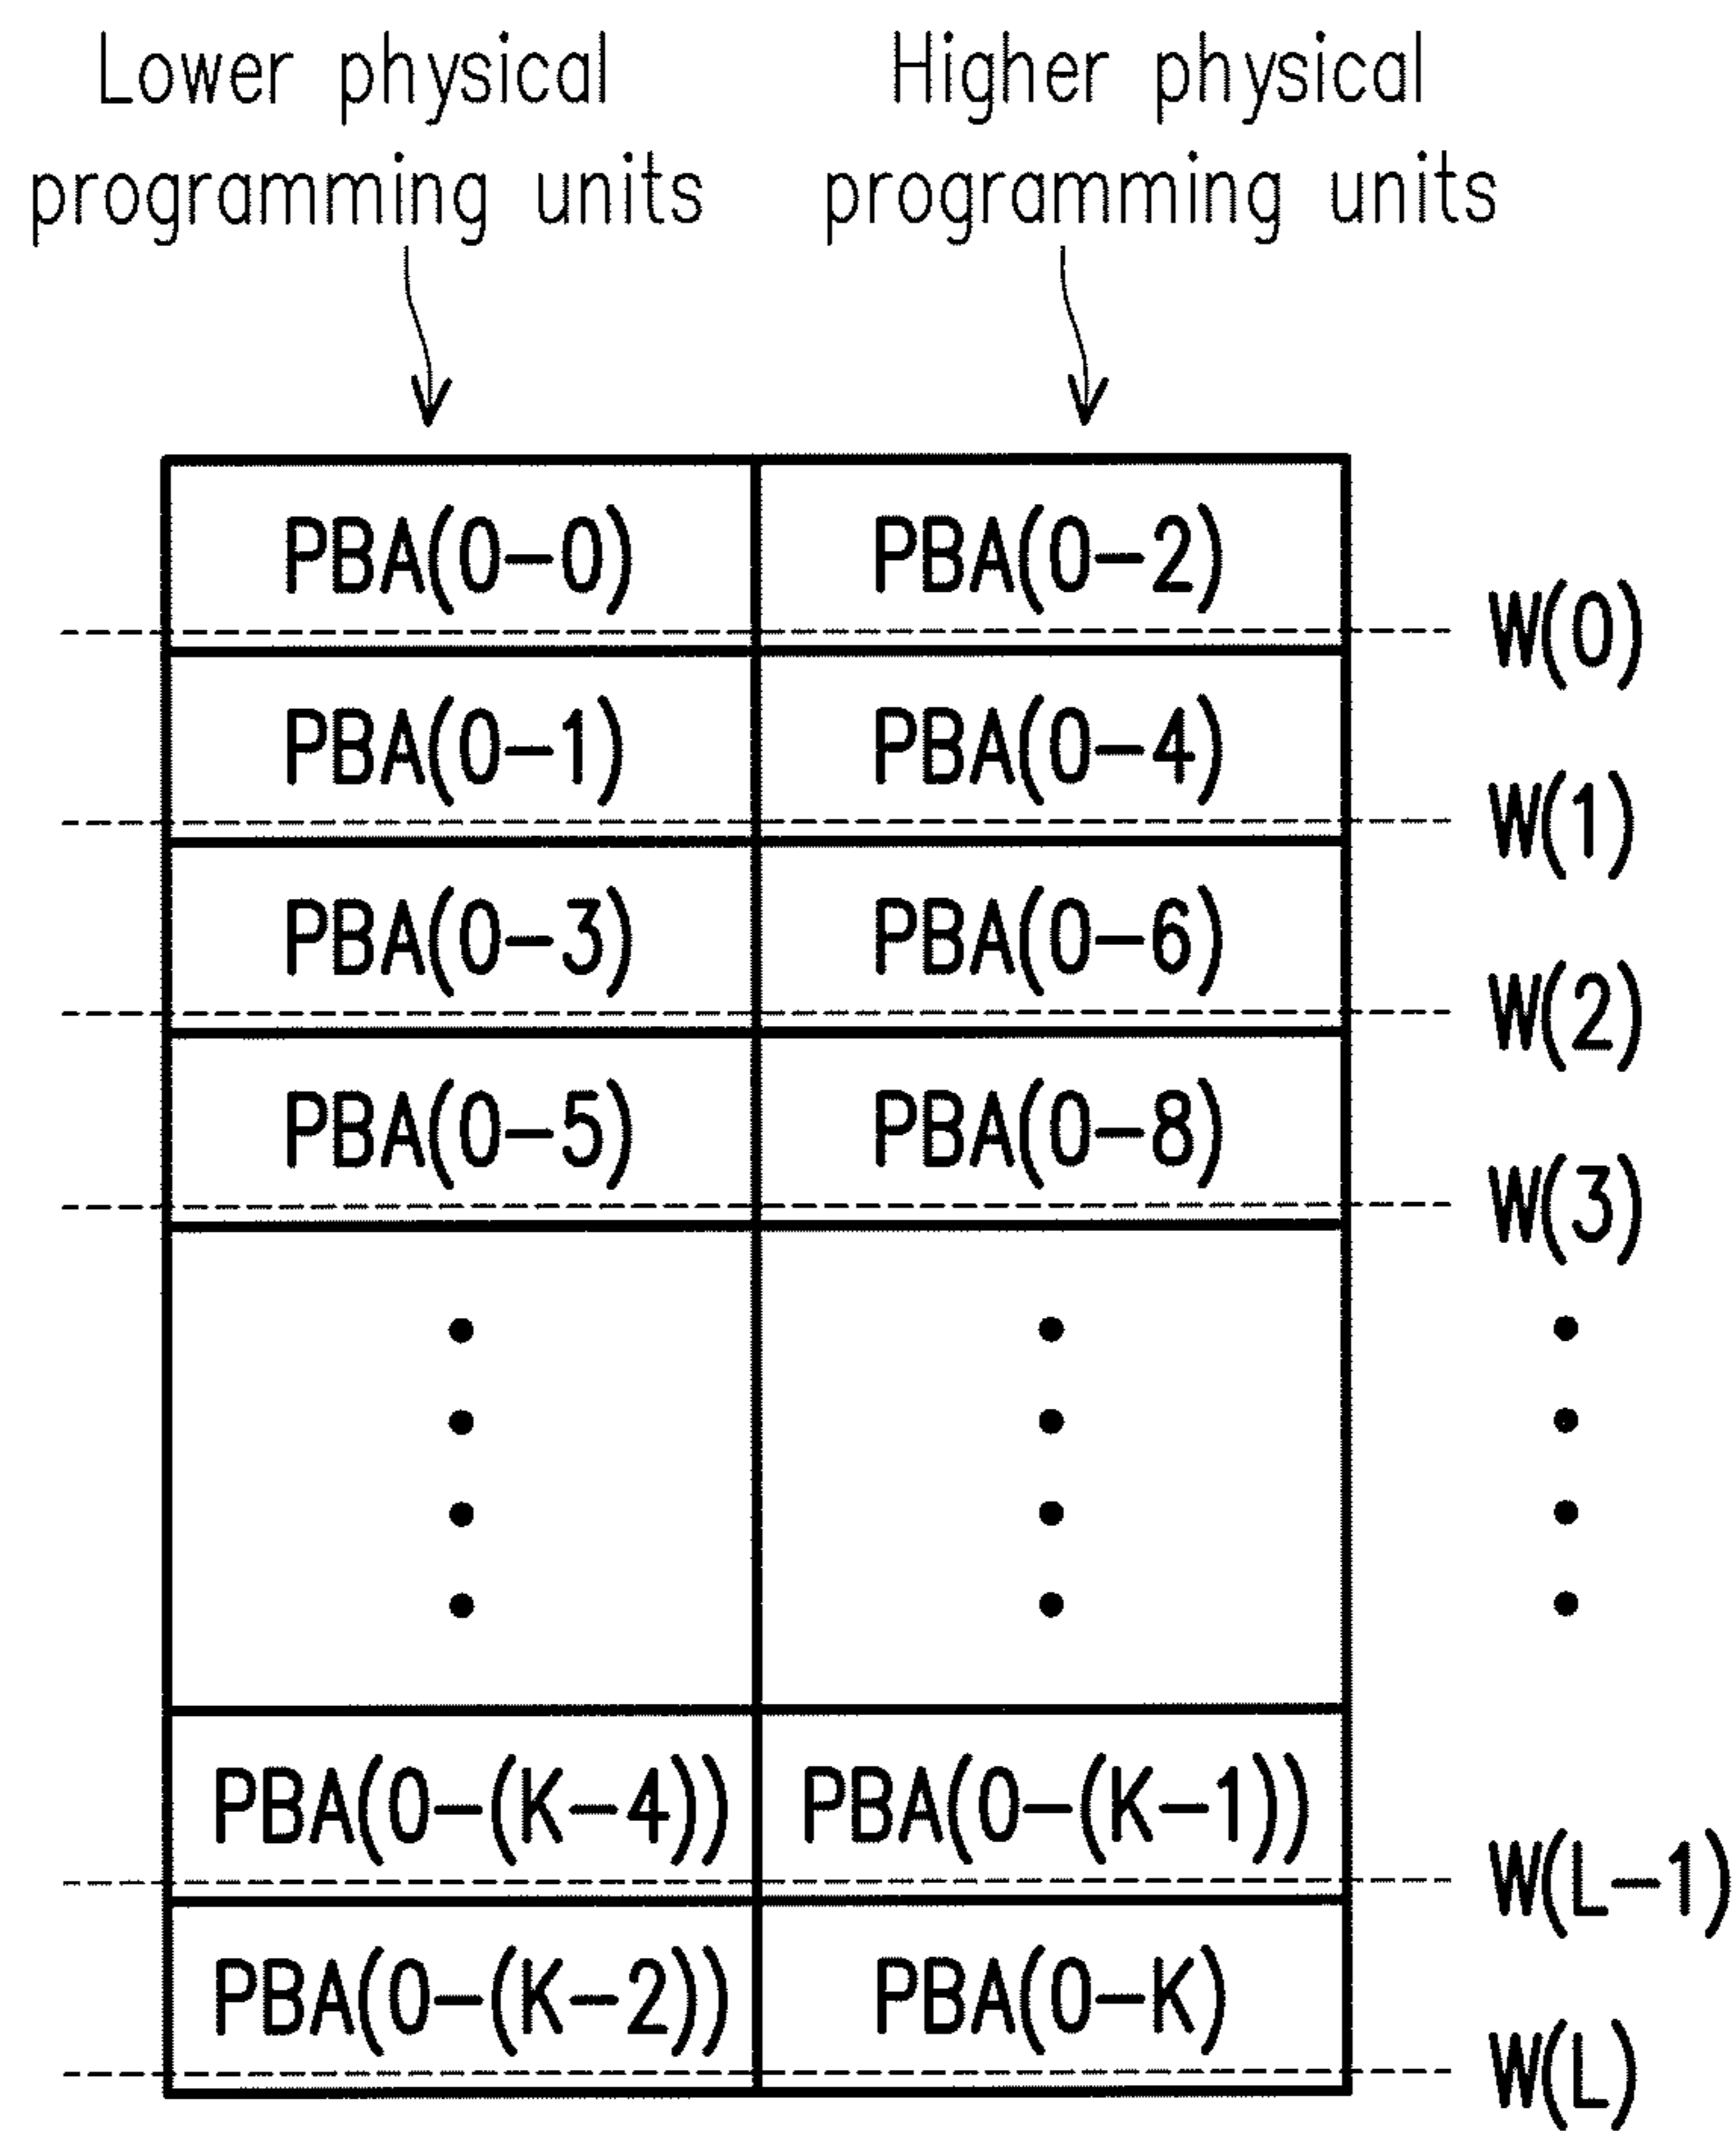 Lower physical
programming units
Higher physical
programming units
PBA(0-0) PBA(0-2)
W(0)
PBA(0-1) PBA(0-4)
W(1)
PBA(0-3) PBA(0-6)
W(2)
PBA(0-5) PBA(0-8)
W(3)
PBA(0-(K-4)) PBA(0-(K-1))
W(L-1)
PBA(0-(K-2)) PBA(0-K)
W(L)